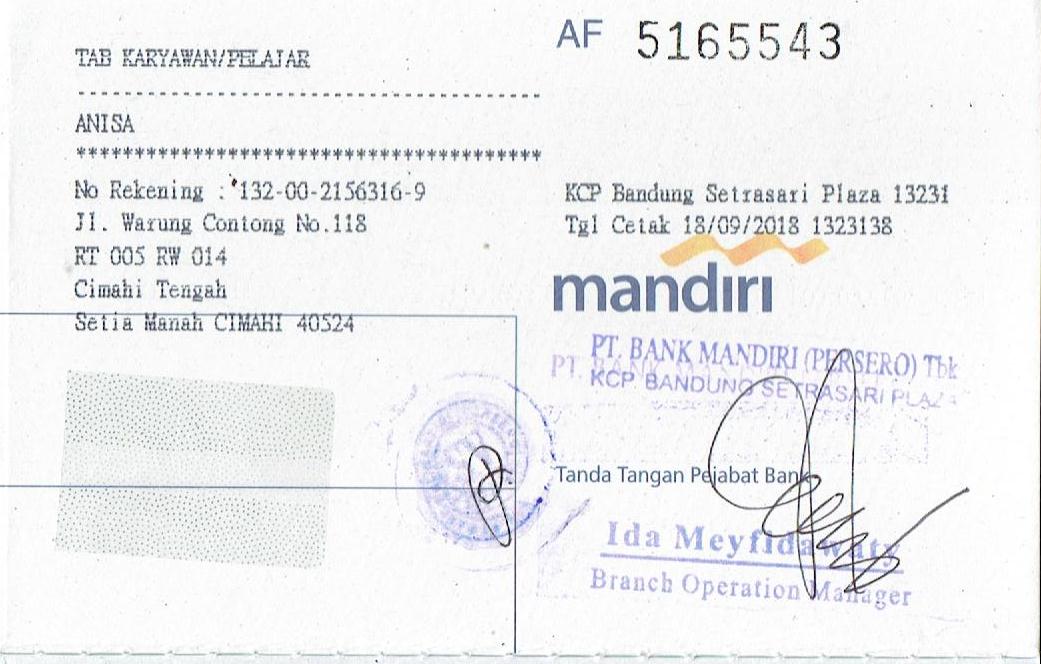 AF 5165543
TAB KARYAWAN/PELAJAR
----------------------------------------
ANISA
****************************************
No Rekening : 132-00-2156316-9
Jl. Warung Contong No.118
RT 005 RW 014
Cimahi Tengah
Setia Manah CIMAHI 40524
KCP Bandung Setrasari Plaza 13231
Tgl Cetak 18/09/2018 1323138
mandiri
PT. BANK MANDIRI (PERSERO) Tbk
KCP BANDUNG SETRASARI PLAZA
Tanda Tangan Pejabat Bank
Ida Meyfidawaty
Branch Operation Manager